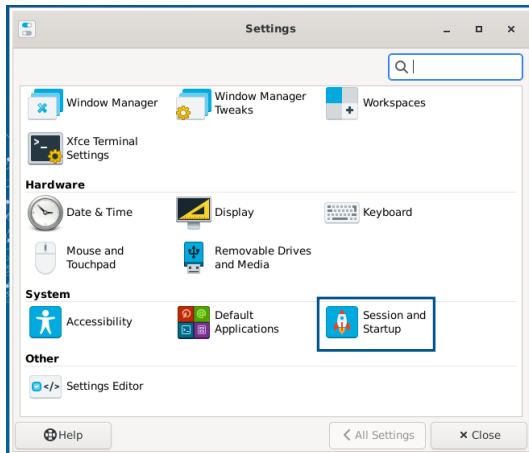 Settings
Window Manager
Window Manager
Tweaks
Workspaces
Xfce Terminal
Settings
Hardware
Date & Time
Display
Keyboard
Mouse and
Touchpad
Removable Drives
and Media
System
Accessibility
Default
Applications
Session and
Startup
Other
Settings Editor
Help
All Settings
Close